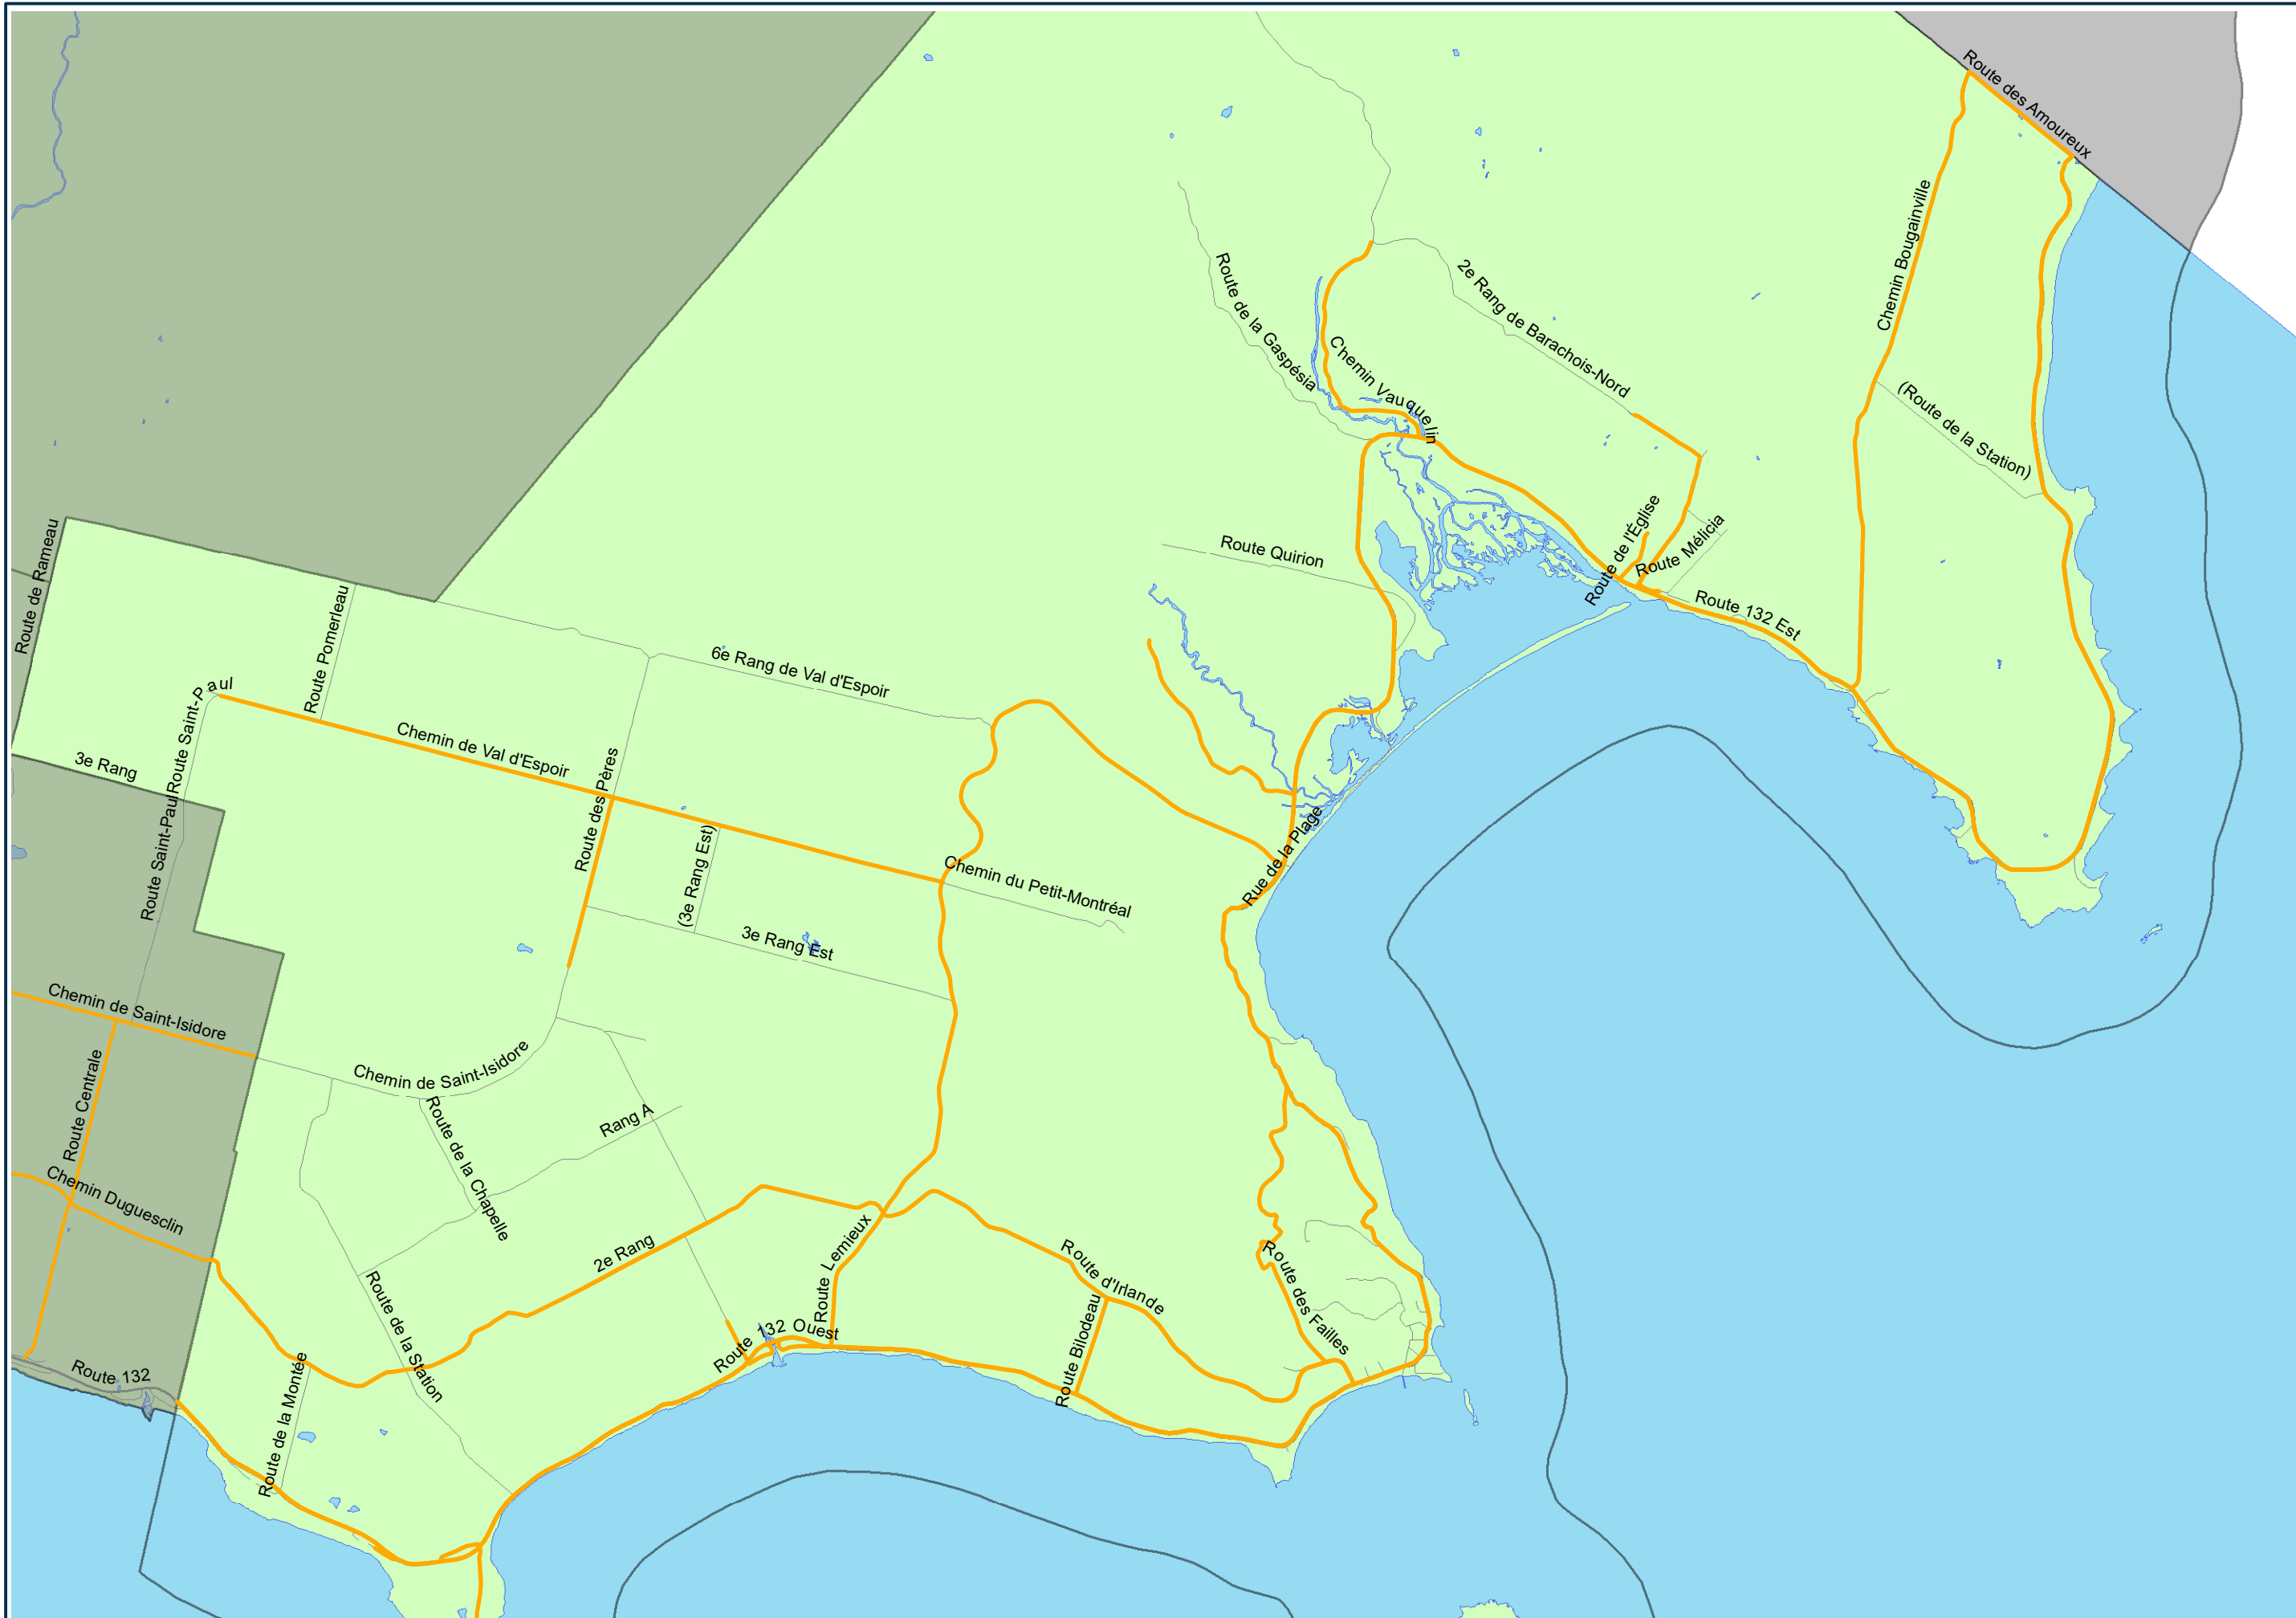 Route des Amoureux
Chemin Bougainville
Route de la Gaspésia
2e Rang de Barachois-Nord
Chemin Vauquelin
(Route de la Station)
Route de l'Église
Route Mélicia
Route Quirion
Route 132 Est
Route de Rameau
Route Pomerleau
6e Rang de Val d'Espoir
Route Saint-Paul
Chemin de Val d'Espoir
3e Rang
Route des Pères
Route Saint-Paul
(3e Rang Est)
Rue de la Plage
Chemin du Petit-Montréal
3e Rang Est
Chemin de Saint-Isidore
Chemin de Saint-Isidore
Route Centrale
Route de la Chapelle
Rang A
Chemin Duguesclin
2e Rang
Route Lemieux
Route d'Irlande
Route des Failles
Route de la Station
Route 132 Ouest
Route Bilodeau
Route 132
Route de la Montée